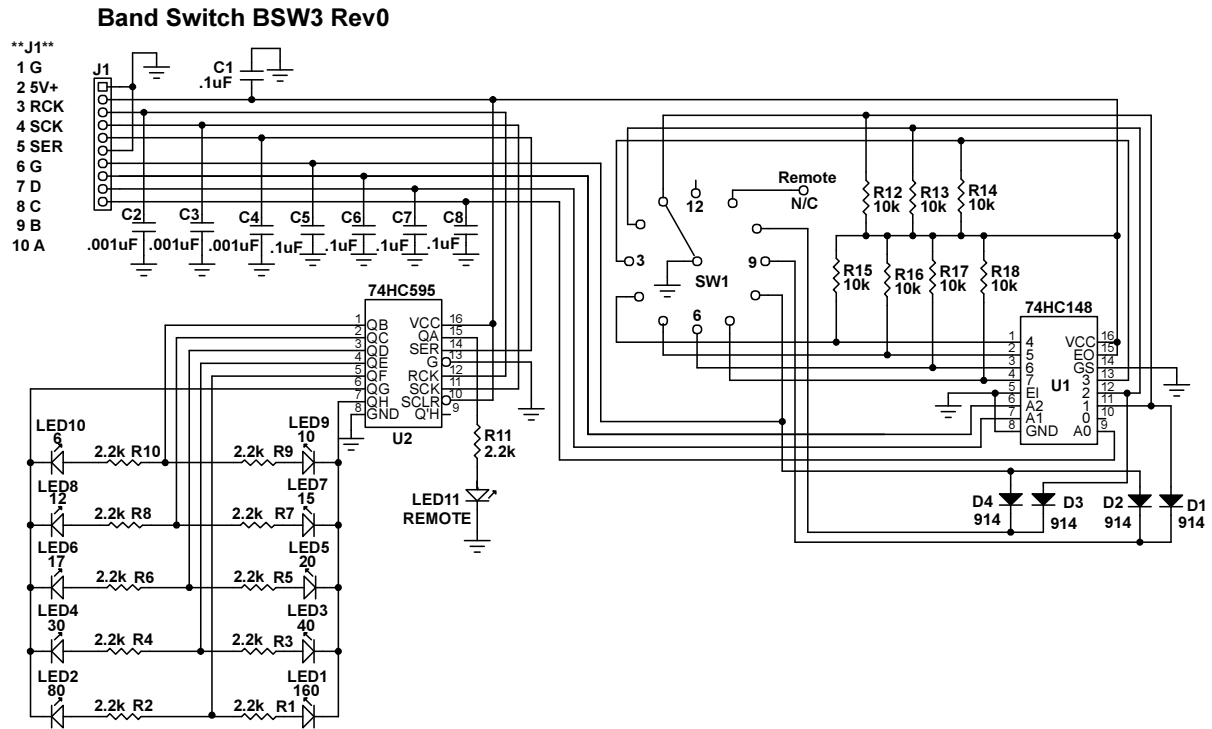 Band Switch BSW3 Rev0
**J1**
1 G
2 5V+
3 RCK
4 SCK
5 SER
6 G
7 D
8 C
9 B
10 A
J1
C1
.1uF
C2
.001uF
C3
.001uF
C4
.001uF
C5
.1uF
C6
.1uF
C7
.1uF
C8
.1uF
12
Remote
N/C
3
9
6
SW1
R12
10k
R13
10k
R14
10k
R15
10k
R16
10k
R17
10k
R18
10k
74HC595
1 QB
2 QC
3 QD
4 QE
5 QF
6 QG
7 QH
8 GND
VCC 16
QA 15
SER 14
G 13
RCK 12
SCK 11
SCLR 10
Q'H 9
U2
74HC148
1 4
2 5
3 6
4 7
5 EI
6 A2
7 A1
8 GND
VCC 16
EO 15
GS 14
3 13
2 12
1 11
0 10
A0 9
U1
R11
2.2k
LED11
REMOTE
LED10
6
2.2k R10
2.2k R9
LED9
10
LED8
12
2.2k R8
2.2k R7
LED7
15
LED6
17
2.2k R6
2.2k R5
LED5
20
LED4
30
2.2k R4
2.2k R3
LED3
40
LED2
80
2.2k R2
2.2k R1
LED1
160
D4
914
D3
914
D2
914
D1
914